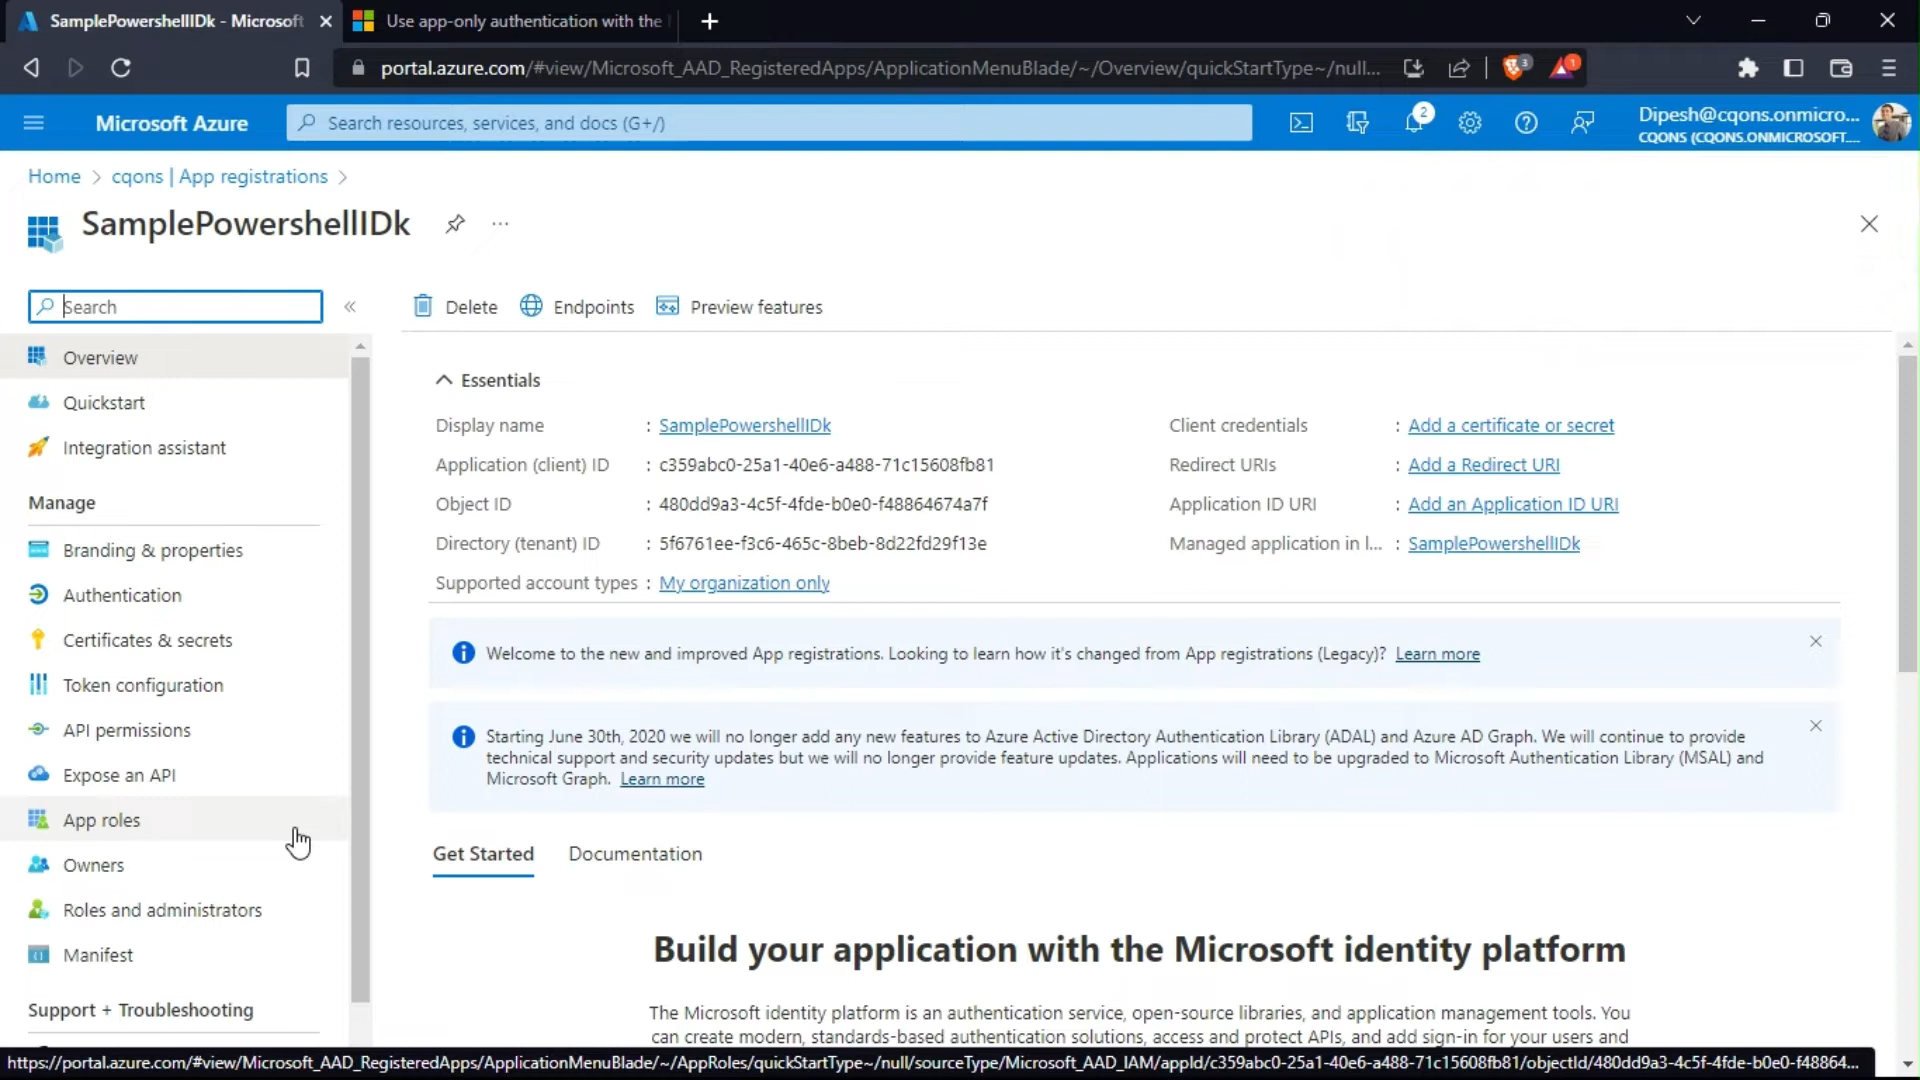 SamplePowershellIDk - Microsoft
Use app-only authentication with the
portal.azure.com/#view/Microsoft_AAD_RegisteredApps/ApplicationMenuBlade/~/Overview/quickStartType~/null...
3
1
Microsoft Azure
Search resources, services, and docs (G+/)
2
Dipesh@cqons.onmicro...
CQONS (CQONS.ONMICROSOFT....
Home > cqons | App registrations >
SamplePowershellIDk
...
Search
Delete
Endpoints
Preview features
Overview
Quickstart
Integration assistant
Manage
Branding & properties
Authentication
Certificates & secrets
Token configuration
API permissions
Expose an API
App roles
Owners
Roles and administrators
Manifest
Support + Troubleshooting
Essentials
Display name : SamplePowershellIDk
Application (client) ID : c359abc0-25a1-40e6-a488-71c15608fb81
Object ID : 480dd9a3-4c5f-4fde-b0e0-f48864674a7f
Directory (tenant) ID : 5f6761ee-f3c6-465c-8beb-8d22fd29f13e
Supported account types : My organization only
Client credentials : Add a certificate or secret
Redirect URIs : Add a Redirect URI
Application ID URI : Add an Application ID URI
Managed application in l... : SamplePowershellIDk
Welcome to the new and improved App registrations. Looking to learn how it's changed from App registrations (Legacy)? Learn more
Starting June 30th, 2020 we will no longer add any new features to Azure Active Directory Authentication Library (ADAL) and Azure AD Graph. We will continue to provide
technical support and security updates but we will no longer provide feature updates. Applications will need to be upgraded to Microsoft Authentication Library (MSAL) and
Microsoft Graph. Learn more
Get Started
Documentation
Build your application with the Microsoft identity platform
The Microsoft identity platform is an authentication service, open-source libraries, and application management tools. You
can create modern, standards-based authentication solutions, access and protect APIs, and add sign-in for your users and
https://portal.azure.com/#view/Microsoft_AAD_RegisteredApps/ApplicationMenuBlade/~/AppRoles/quickStartType~/null/sourceType/Microsoft_AAD_IAM/appId/c359abc0-25a1-40e6-a488-71c15608fb81/objectId/480dd9a3-4c5f-4fde-b0e0-f48864...